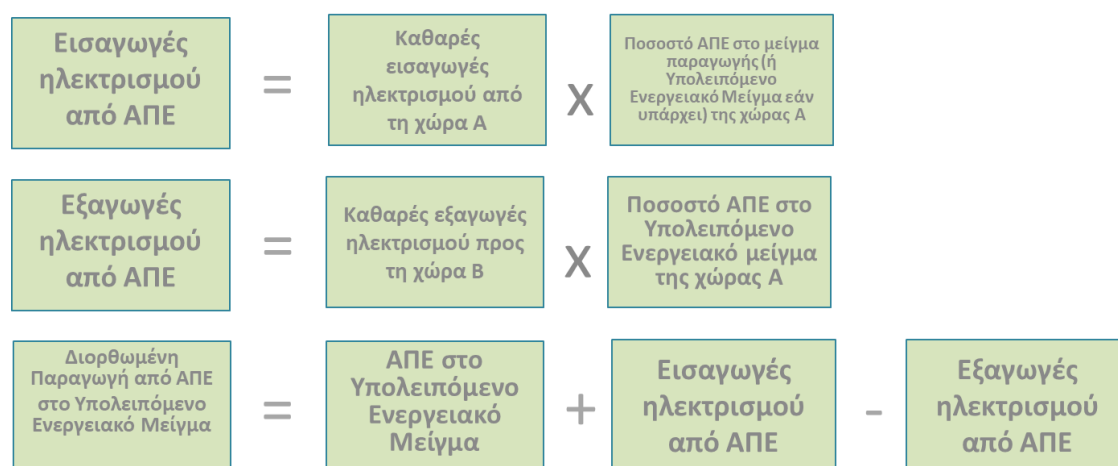 Εισαγωγές
ηλεκτρισμού
από ΑΠΕ
=
Καθαρές
εισαγωγές
ηλεκτρισμού από
τη χώρα Α
x
Ποσοστό ΑΠΕ στο μείγμα
παραγωγής (ή
Υπολειπόμενο
Ενεργειακό Μείγμα εάν
υπάρχει) της χώρας Α
Εξαγωγές
ηλεκτρισμού
από ΑΠΕ
=
Καθαρές εξαγωγές
ηλεκτρισμού προς
τη χώρα Β
x
Ποσοστό ΑΠΕ στο
Υπολειπόμενο
Ενεργειακό μείγμα
της χώρας Α
Διορθωμένη
Παραγωγή από ΑΠΕ
στο Υπολειπόμενο
Ενεργειακό Μείγμα
=
ΑΠΕ στο
Υπολειπόμενο
Ενεργειακό
Μείγμα
+
Εισαγωγές
ηλεκτρισμού
από ΑΠΕ
-
Εξαγωγές
ηλεκτρισμού
από ΑΠΕ